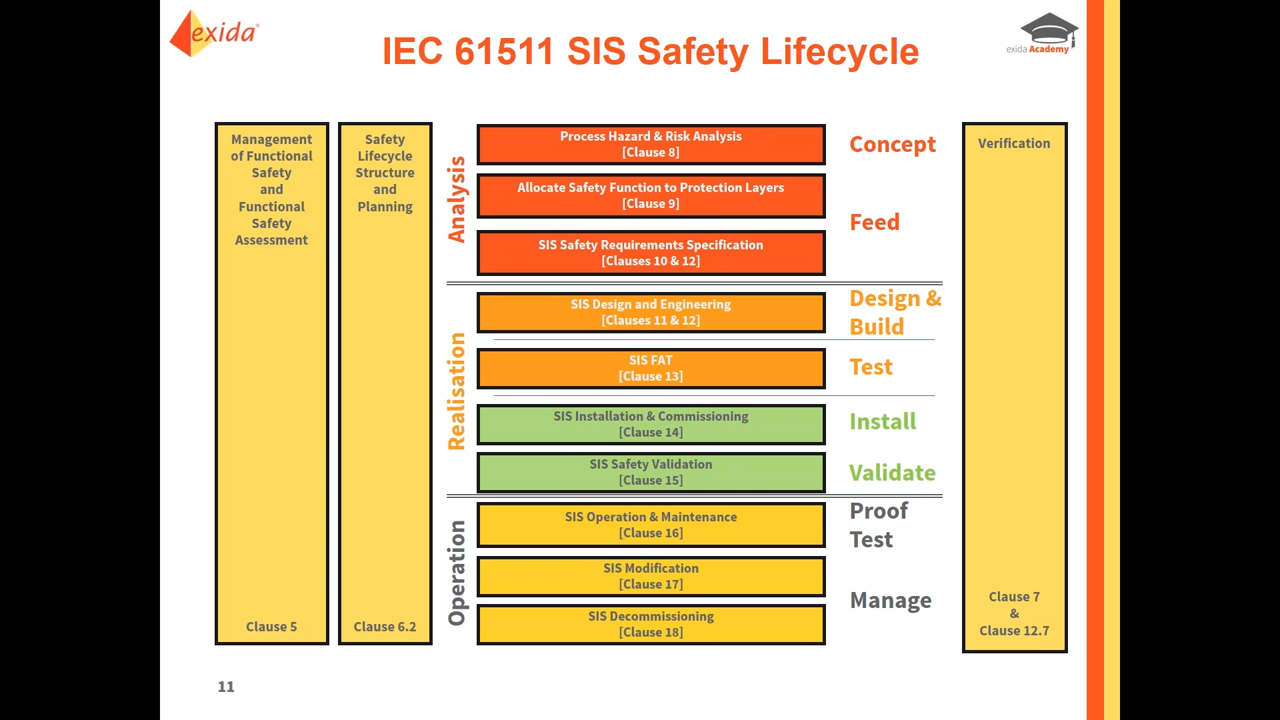 exida
IEC 61511 SIS Safety Lifecycle
exida Academy
Management
of Functional
Safety
and
Functional
Safety
Assessment
Clause 5
Safety
Lifecycle
Structure
and
Planning
Clause 6.2
Analysis
Process Hazard & Risk Analysis
[Clause 8]
Concept
Allocate Safety Function to Protection Layers
[Clause 9]
Feed
SIS Safety Requirements Specification
[Clauses 10 & 12]
Realisation
SIS Design and Engineering
[Clauses 11 & 12]
Design &
Build
SIS FAT
[Clause 13]
Test
SIS Installation & Commissioning
[Clause 14]
Install
SIS Safety Validation
[Clause 15]
Validate
Operation
SIS Operation & Maintenance
[Clause 16]
Proof
Test
SIS Modification
[Clause 17]
Manage
SIS Decommissioning
[Clause 18]
Verification
Clause 7
&
Clause 12.7
11